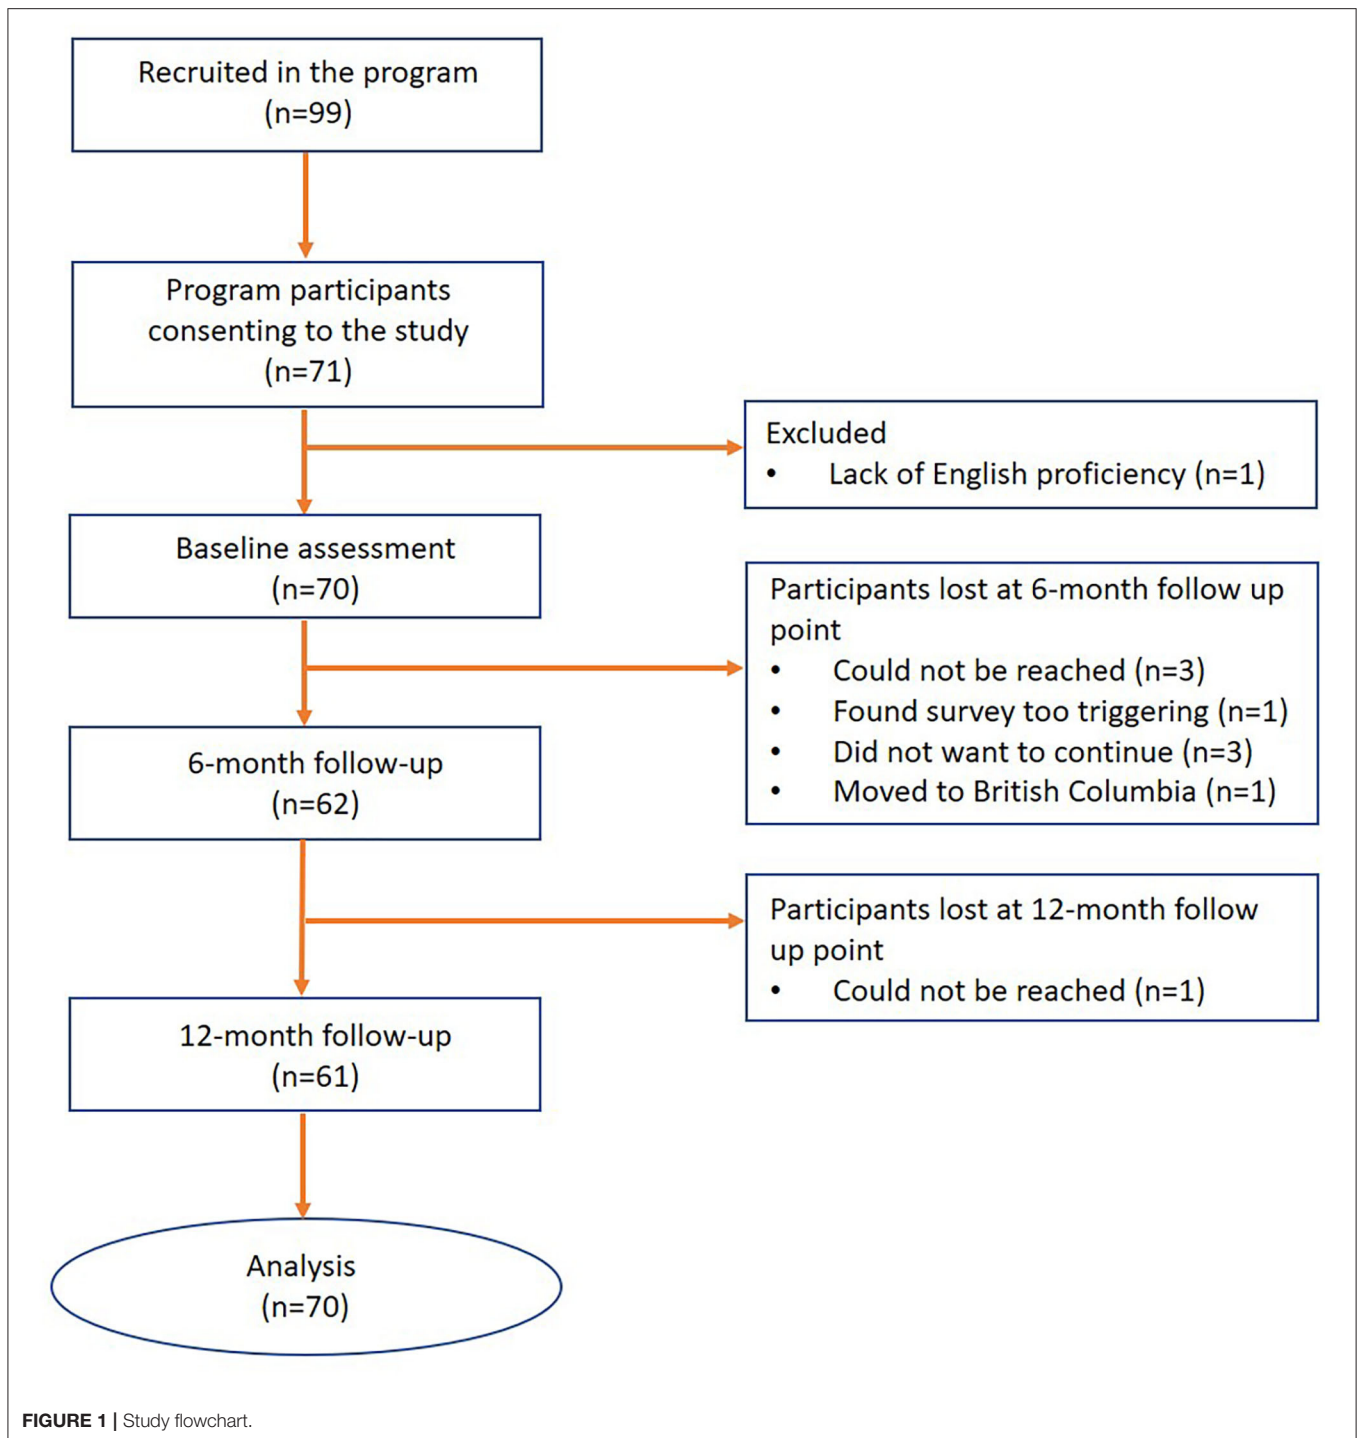 Recruited in the program
(n=99)
Program participants
consenting to the study
(n=71)
Excluded
• Lack of English proficiency (n=1)
Baseline assessment
(n=70)
Participants lost at 6-month follow up
point
• Could not be reached (n=3)
• Found survey too triggering (n=1)
• Did not want to continue (n=3)
• Moved to British Columbia (n=1)
6-month follow-up
(n=62)
Participants lost at 12-month follow
up point
• Could not be reached (n=1)
12-month follow-up
(n=61)
Analysis
(n=70)
FIGURE 1 | Study flowchart.